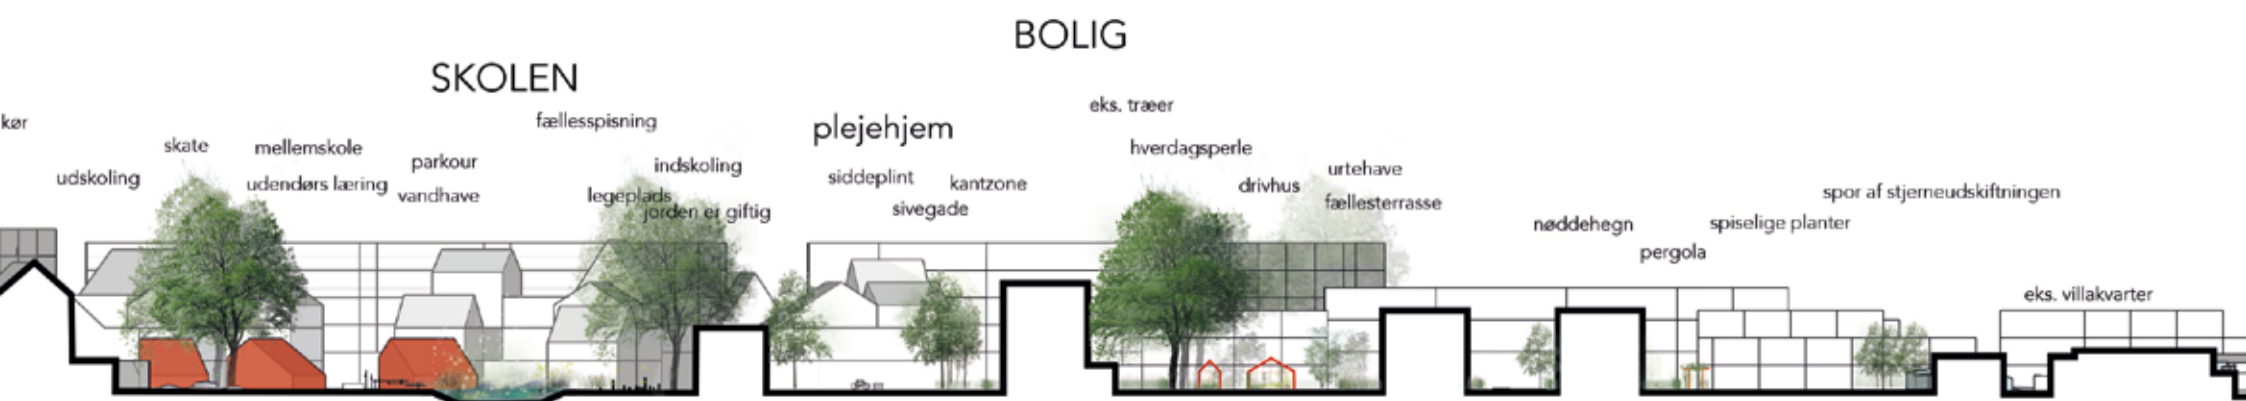 BOLIG
SKOLEN
eks. træer
kør
fællesspisning
plejehjem
skate
mellemskole
hverdagsperle
parkour
indskoling
urtehave
udskoling
siddeplint
kantzone
udendørs læring
drivhus
vandhave
legeplads
spor af stjerneudskiftningen
fællesterrasse
sivegade
jorden er giftig
nøddehegn
spiselige planter
pergola
eks. villakvarter